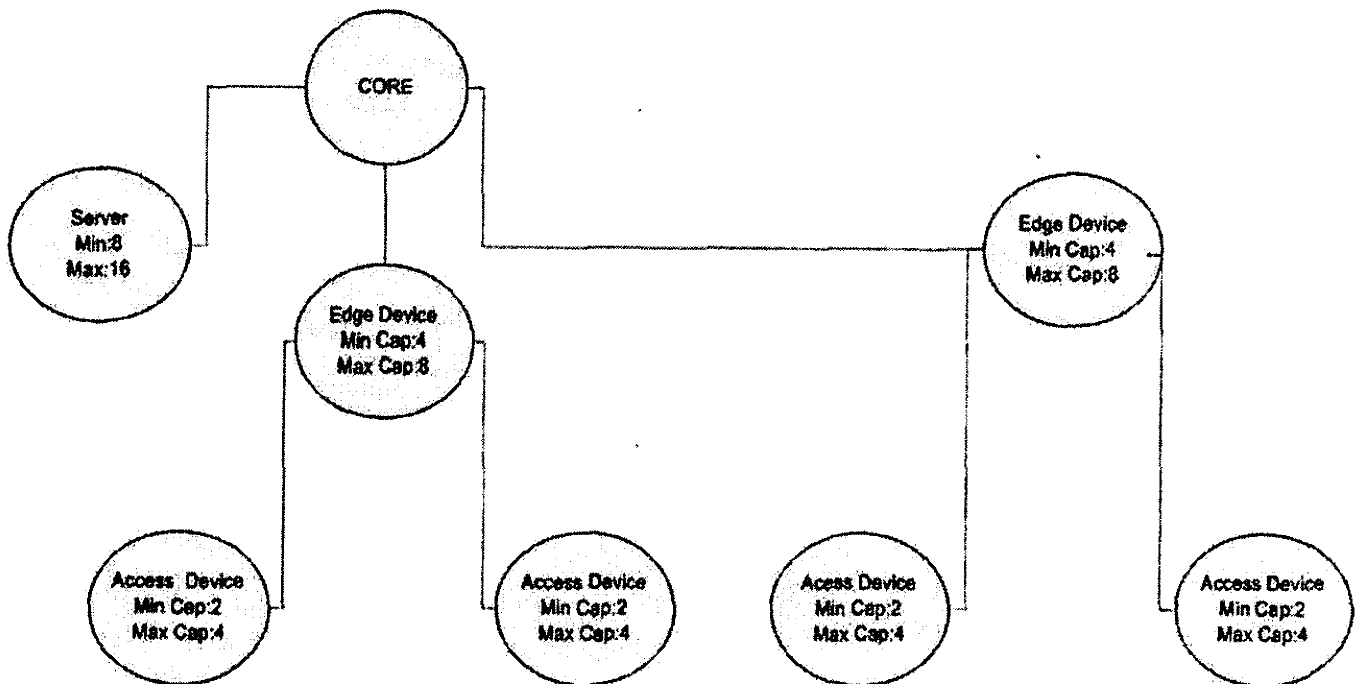 CORE
Server
Min:8
Max:16
Edge Device
Min Cap:4
Max Cap:8
Edge Device
Min Cap:4
Max Cap:8
Access Device
Min Cap:2
Max Cap:4
Access Device
Min Cap:2
Max Cap:4
Acess Device
Min Cap:2
Max Cap:4
Access Device
Min Cap:2
Max Cap:4